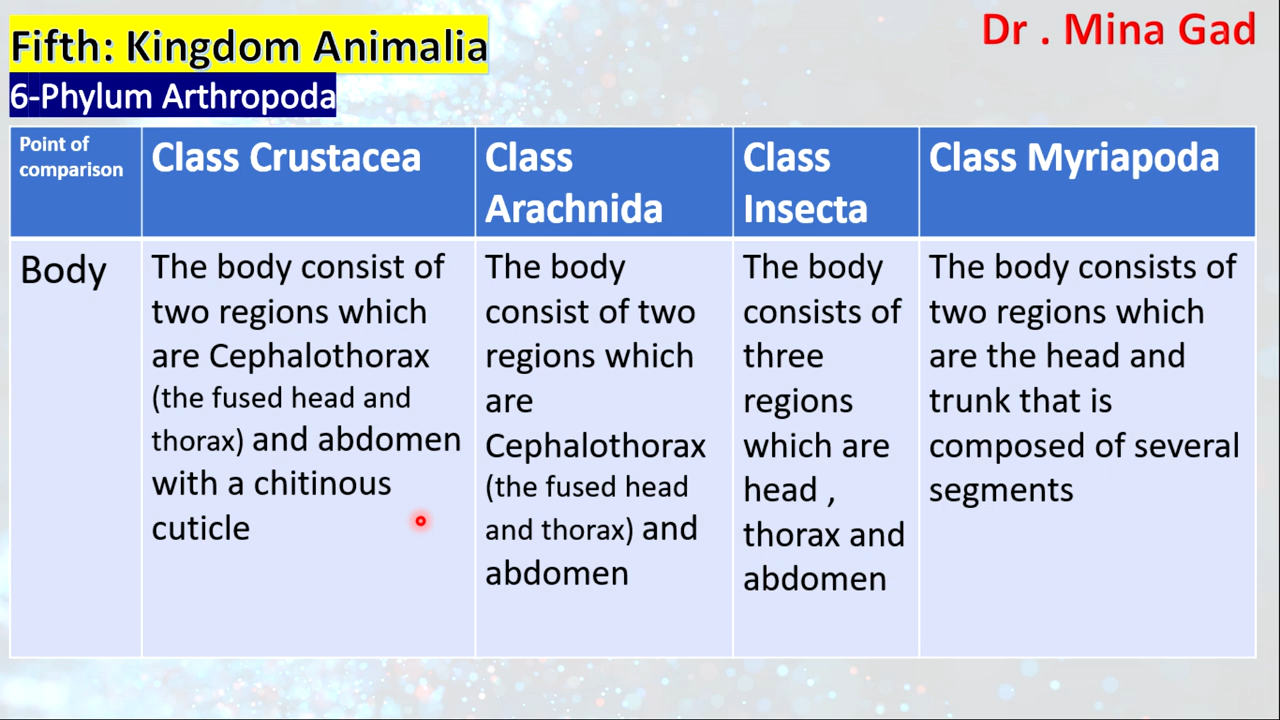 Fifth: Kingdom Animalia
Dr . Mina Gad
6-Phylum Arthropoda
Point of
comparison
Class Crustacea
Class
Arachnida
Class
Insecta
Class Myriapoda
Body
The body consist of
two regions which
are Cephalothorax
(the fused head and
thorax) and abdomen
with a chitinous
cuticle
The body
consist of two
regions which
are
Cephalothorax
(the fused head
and thorax) and
abdomen
The body
consists of
three
regions
which are
head ,
thorax and
abdomen
The body consists of
two regions which
are the head and
trunk that is
composed of several
segments